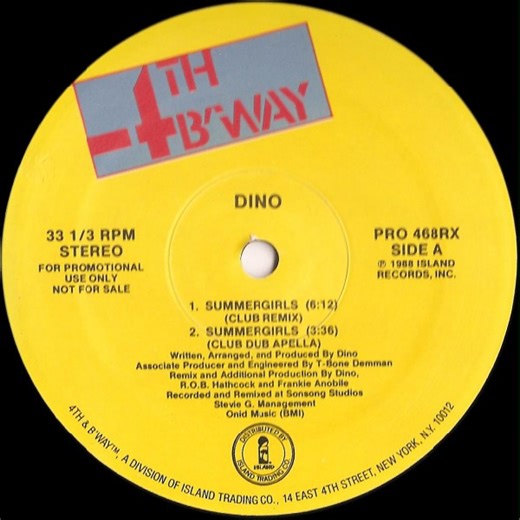 4TH
B'WAY
DINO
33 1/3 RPM
STEREO
FOR PROMOTIONAL
USE ONLY
NOT FOR SALE
PRO 468RX
SIDE A
℗ 1988 ISLAND
RECORDS, INC.
1. SUMMERGIRLS (6:12)
(CLUB REMIX)
2. SUMMERGIRLS (3:36)
(CLUB DUB APELLA)
Written, Arranged, and Produced By Dino
Associate Producer and Engineered By T-Bone Demman
Remix and Additional Production By Dino,
R.O.B. Hathcock and Frankie Anobile
Recorded and Remixed at Sonsong Studios
Stevie G. Management
Onid Music (BMI)
DISTRIBUTED BY
ISLAND
ISLAND TRADING CO.
4TH & B'WAY™, A DIVISION OF ISLAND TRADING CO., 14 EAST 4TH STREET, NEW YORK, N.Y. 10012